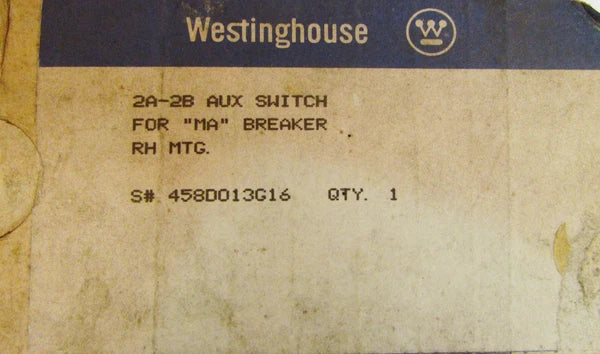 Westinghouse W
2A-2B AUX SWITCH
FOR "MA" BREAKER
RH MTG.
S# 458D013G16 QTY. 1